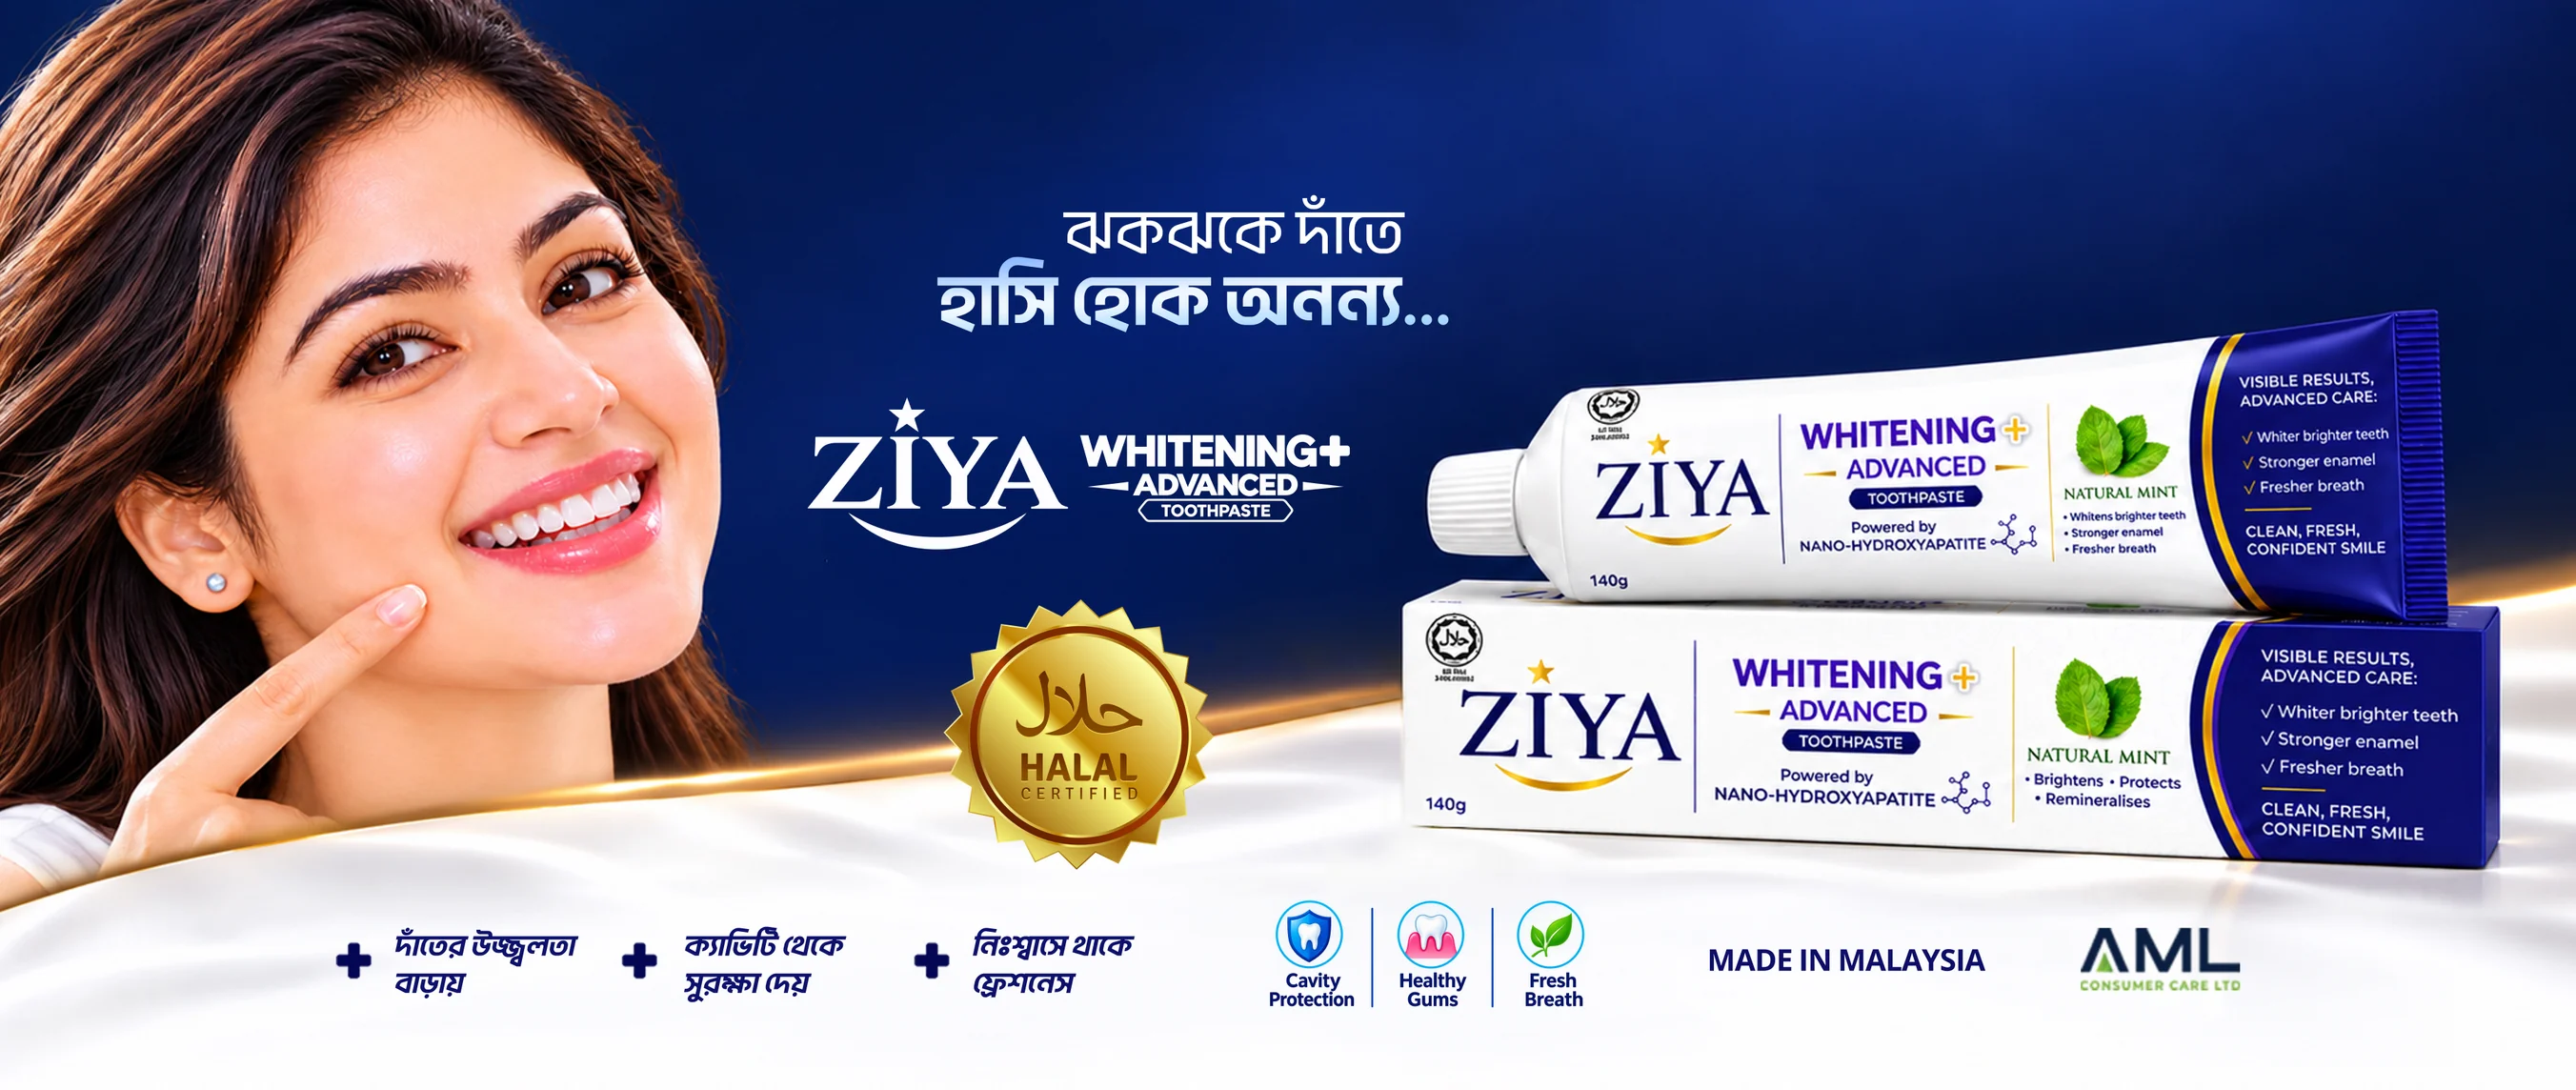 ঝকঝকে দাঁতে
হাসি হোক অনন্য...
ZIYA
WHITENING+
ADVANCED
TOOTHPASTE
حلال
HALAL
CERTIFIED
حلال
ZIYA
140g
WHITENING+
ADVANCED
TOOTHPASTE
Powered by
NANO-HYDROXYAPATITE
NATURAL MINT
• Whitens brighter teeth
• Stronger enamel
• Fresher breath
VISIBLE RESULTS,
ADVANCED CARE:
✓ Whiter brighter teeth
✓ Stronger enamel
✓ Fresher breath
CLEAN, FRESH,
CONFIDENT SMILE
حلال
ZIYA
140g
WHITENING+
ADVANCED
TOOTHPASTE
Powered by
NANO-HYDROXYAPATITE
NATURAL MINT
• Brightens • Protects
• Remineralises
VISIBLE RESULTS,
ADVANCED CARE:
✓ Whiter brighter teeth
✓ Stronger enamel
✓ Fresher breath
CLEAN, FRESH,
CONFIDENT SMILE
দাঁতের উজ্জ্বলতা
বাড়ায়
ক্যাভিটি থেকে
সুরক্ষা দেয়
নিঃশ্বাসে থাকে
ফ্রেশনেস
Cavity
Protection
Healthy
Gums
Fresh
Breath
MADE IN MALAYSIA
AML
CONSUMER CARE LTD